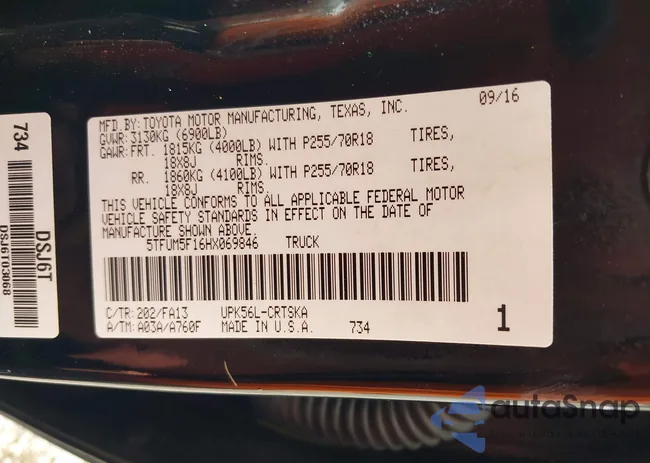 734
DSJ6T
DSJ6T03068
MFD.BY:TOYOTA MOTOR MANUFACTURING, TEXAS, INC. 09/16
GVWR:3130KG (6900LB)
GAWR:FRT. 1815KG (4000LB) WITH P255/70R18 TIRES,
18X8J RIMS.
RR. 1860KG (4100LB) WITH P255/70R18 TIRES,
18X8J RIMS.
THIS VEHICLE CONFORMS TO ALL APPLICABLE FEDERAL MOTOR
VEHICLE SAFETY STANDARDS IN EFFECT ON THE DATE OF
MANUFACTURE SHOWN ABOVE.
5TFUM5F16HX069846 TRUCK
C/TR:202/FA13 UPK56L-CRTSKA
A/TM:A03A/A760F MADE IN U.S.A. 734 1
autoSnap